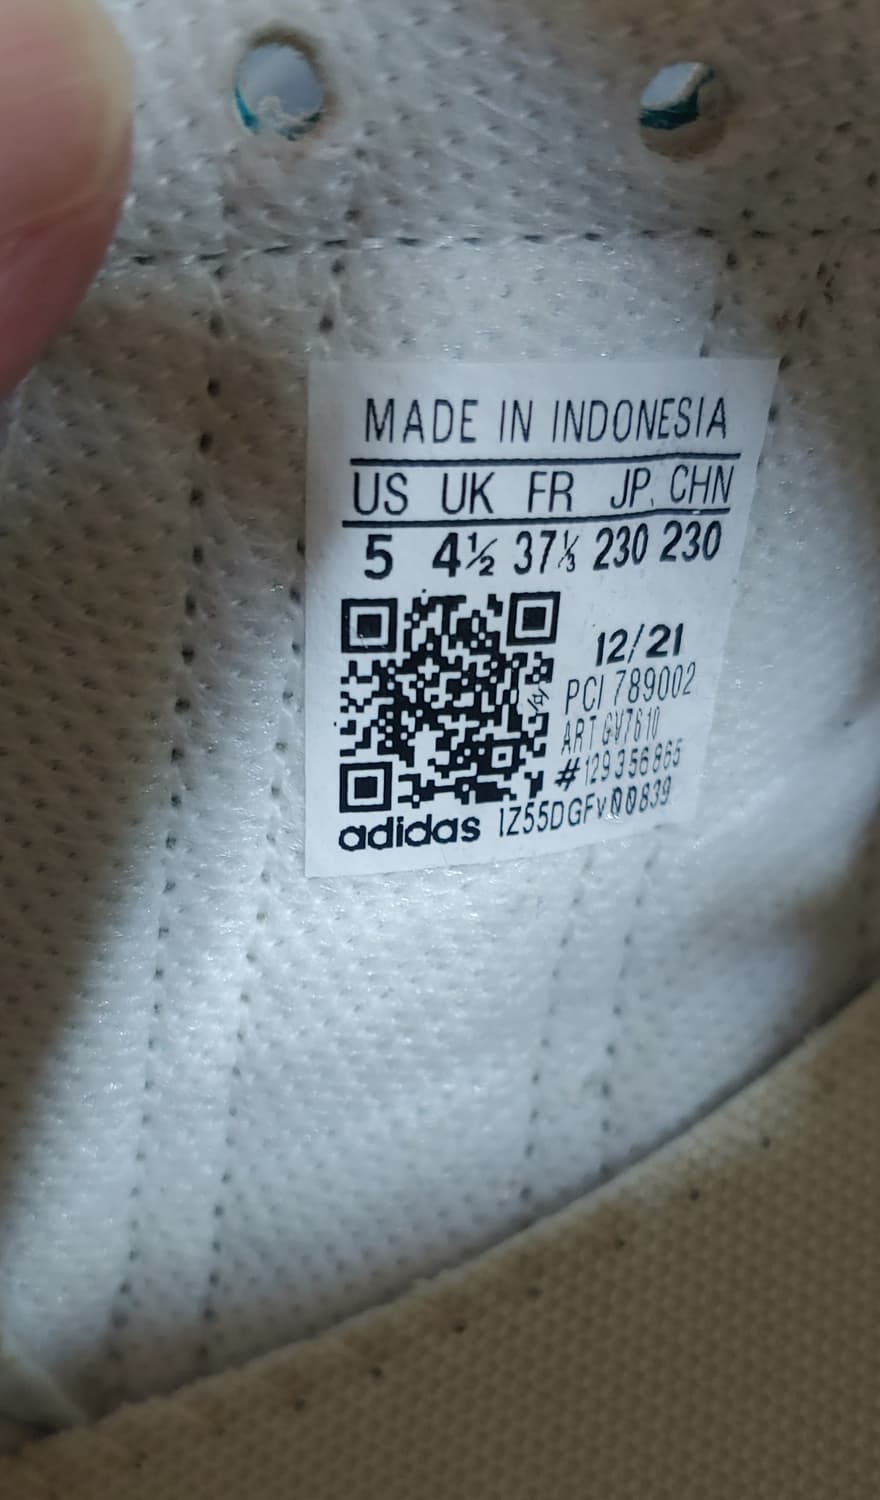 MADE IN INDONESIA
US UK FR JP CHN
5 4½ 37⅓ 230 230
12/21
PCI 789002
ART GV7610
#129356865
adidas 1Z55DGFV00839